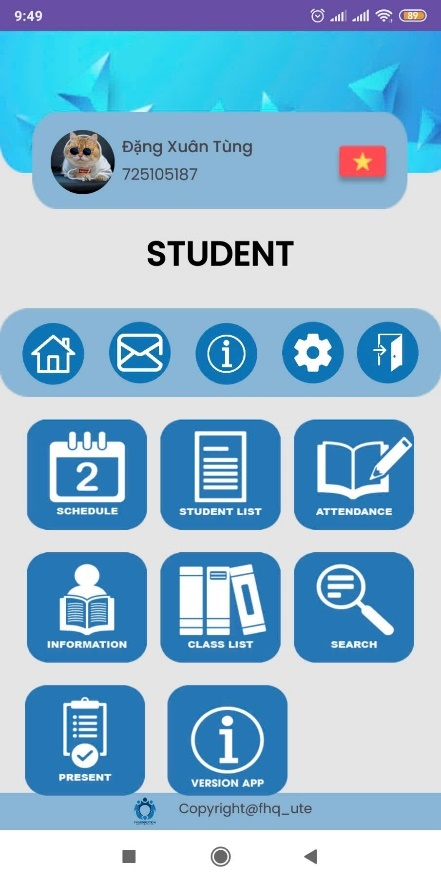 9:49
89
Đặng Xuân Tùng
725105187
STUDENT
2
SCHEDULE
STUDENT LIST
ATTENDANCE
INFORMATION
CLASS LIST
SEARCH
PRESENT
VERSION APP
Copyright@fhq_ute